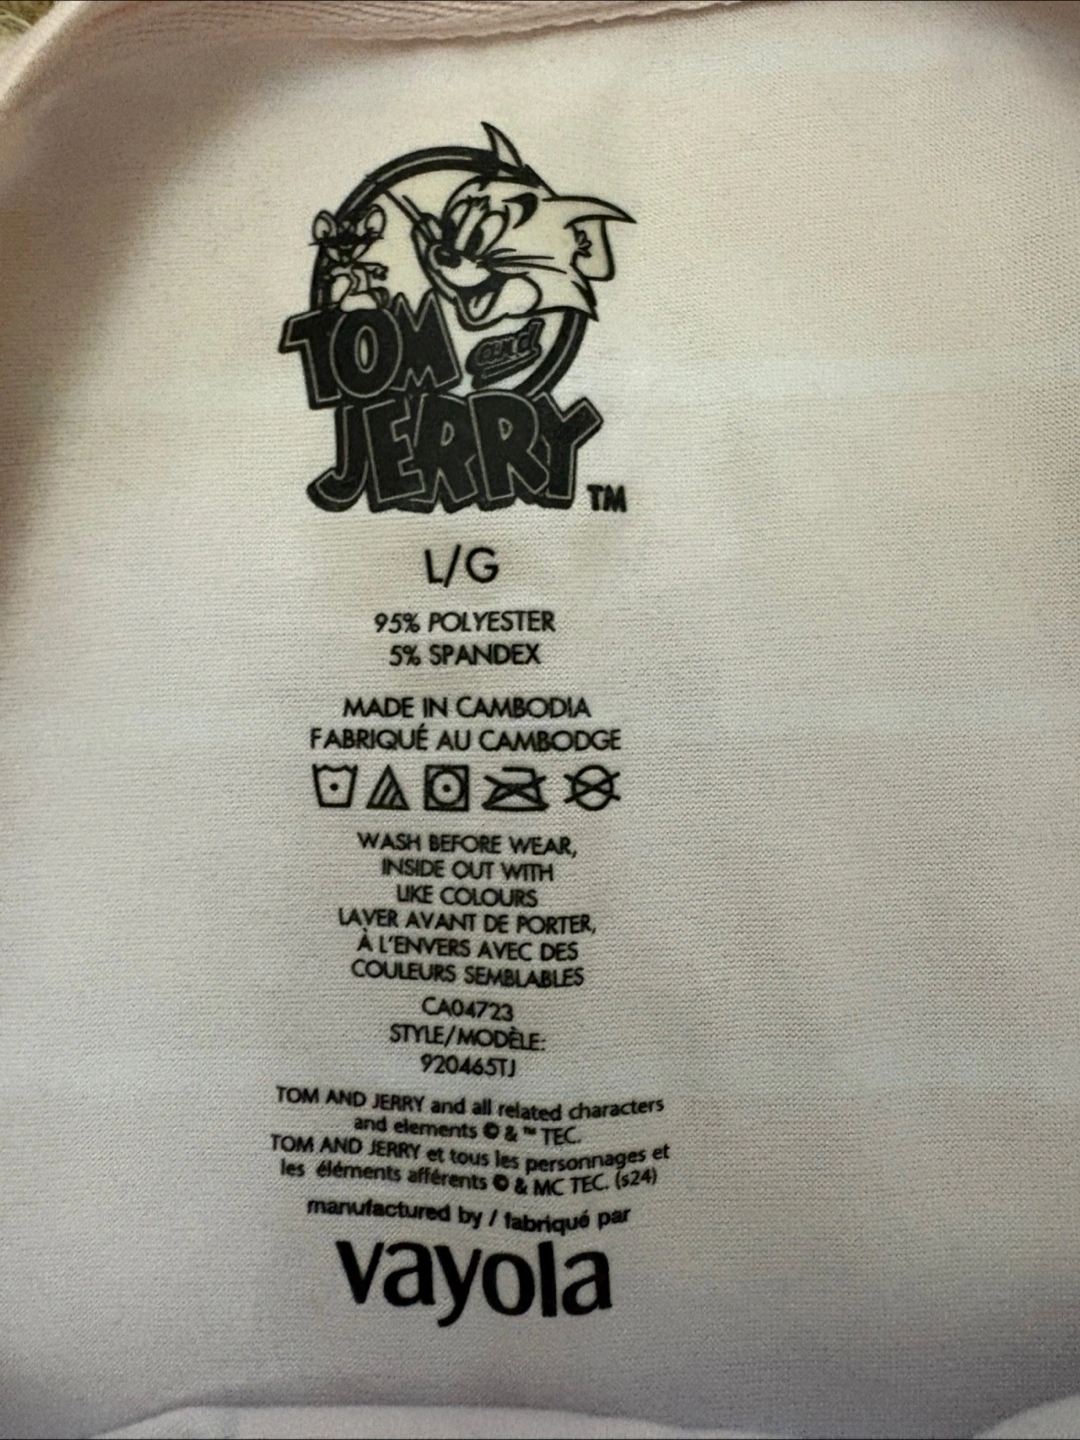 TOM and
JERRY TM
L/G
95% POLYESTER
5% SPANDEX
MADE IN CAMBODIA
FABRIQUÉ AU CAMBODGE
WASH BEFORE WEAR,
INSIDE OUT WITH
LIKE COLOURS
LAVER AVANT DE PORTER,
À L'ENVERS AVEC DES
COULEURS SEMBLABLES
CA04723
STYLE/MODÈLE:
920465TJ
TOM AND JERRY and all related characters
and elements © & ™ TEC.
TOM AND JERRY et tous les personnages et
les éléments afférents © & MC TEC. (s24)
manufactured by / fabriqué par
vayola